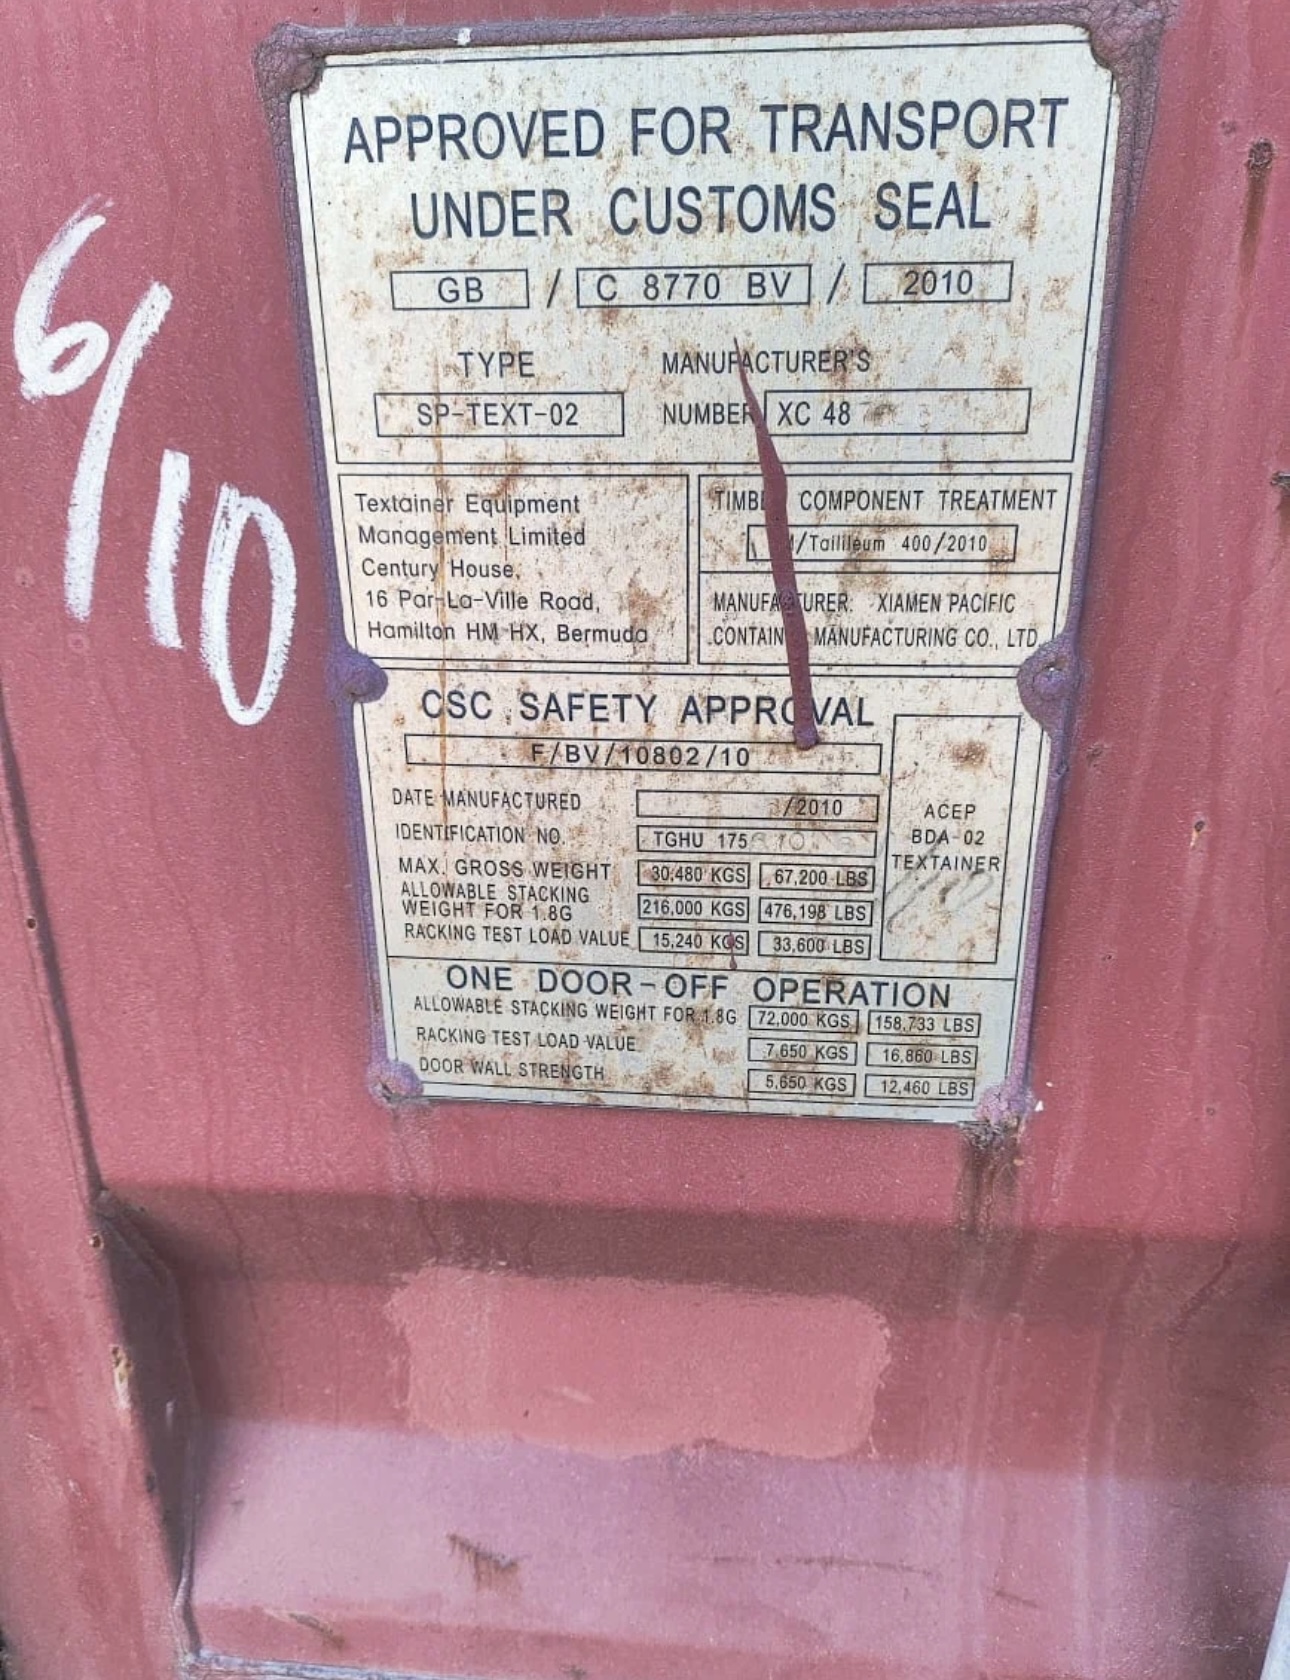 APPROVED FOR TRANSPORT
UNDER CUSTOMS SEAL
GB / C 8770 BV / 2010
TYPE
SP-TEXT-02
MANUFACTURER'S
NUMBER XC 48
Textainer Equipment
Management Limited
Century House,
16 Par-La-Ville Road,
Hamilton HM HX, Bermuda
COMPONENT TREATMENT
400/2010
XIAMEN PACIFIC
MANUFACTURING CO., LTD
CSC SAFETY APPROVAL
F/BV/10802/10
DATE MANUFACTURED /2010
IDENTIFICATION NO. TGHU 175
MAX. GROSS WEIGHT 30,480 KGS 67,200 LBS
ALLOWABLE STACKING
WEIGHT FOR 1.8G 216,000 KGS 476,198 LBS
RACKING TEST LOAD VALUE 15,240 KGS 33,600 LBS
ACEP
BDA-02
TEXTAINER
ONE DOOR-OFF OPERATION
ALLOWABLE STACKING WEIGHT FOR 1.8G 72,000 KGS 158,733 LBS
RACKING TEST LOAD VALUE 7,650 KGS 16,860 LBS
DOOR WALL STRENGTH 5,650 KGS 12,460 LBS
6/10